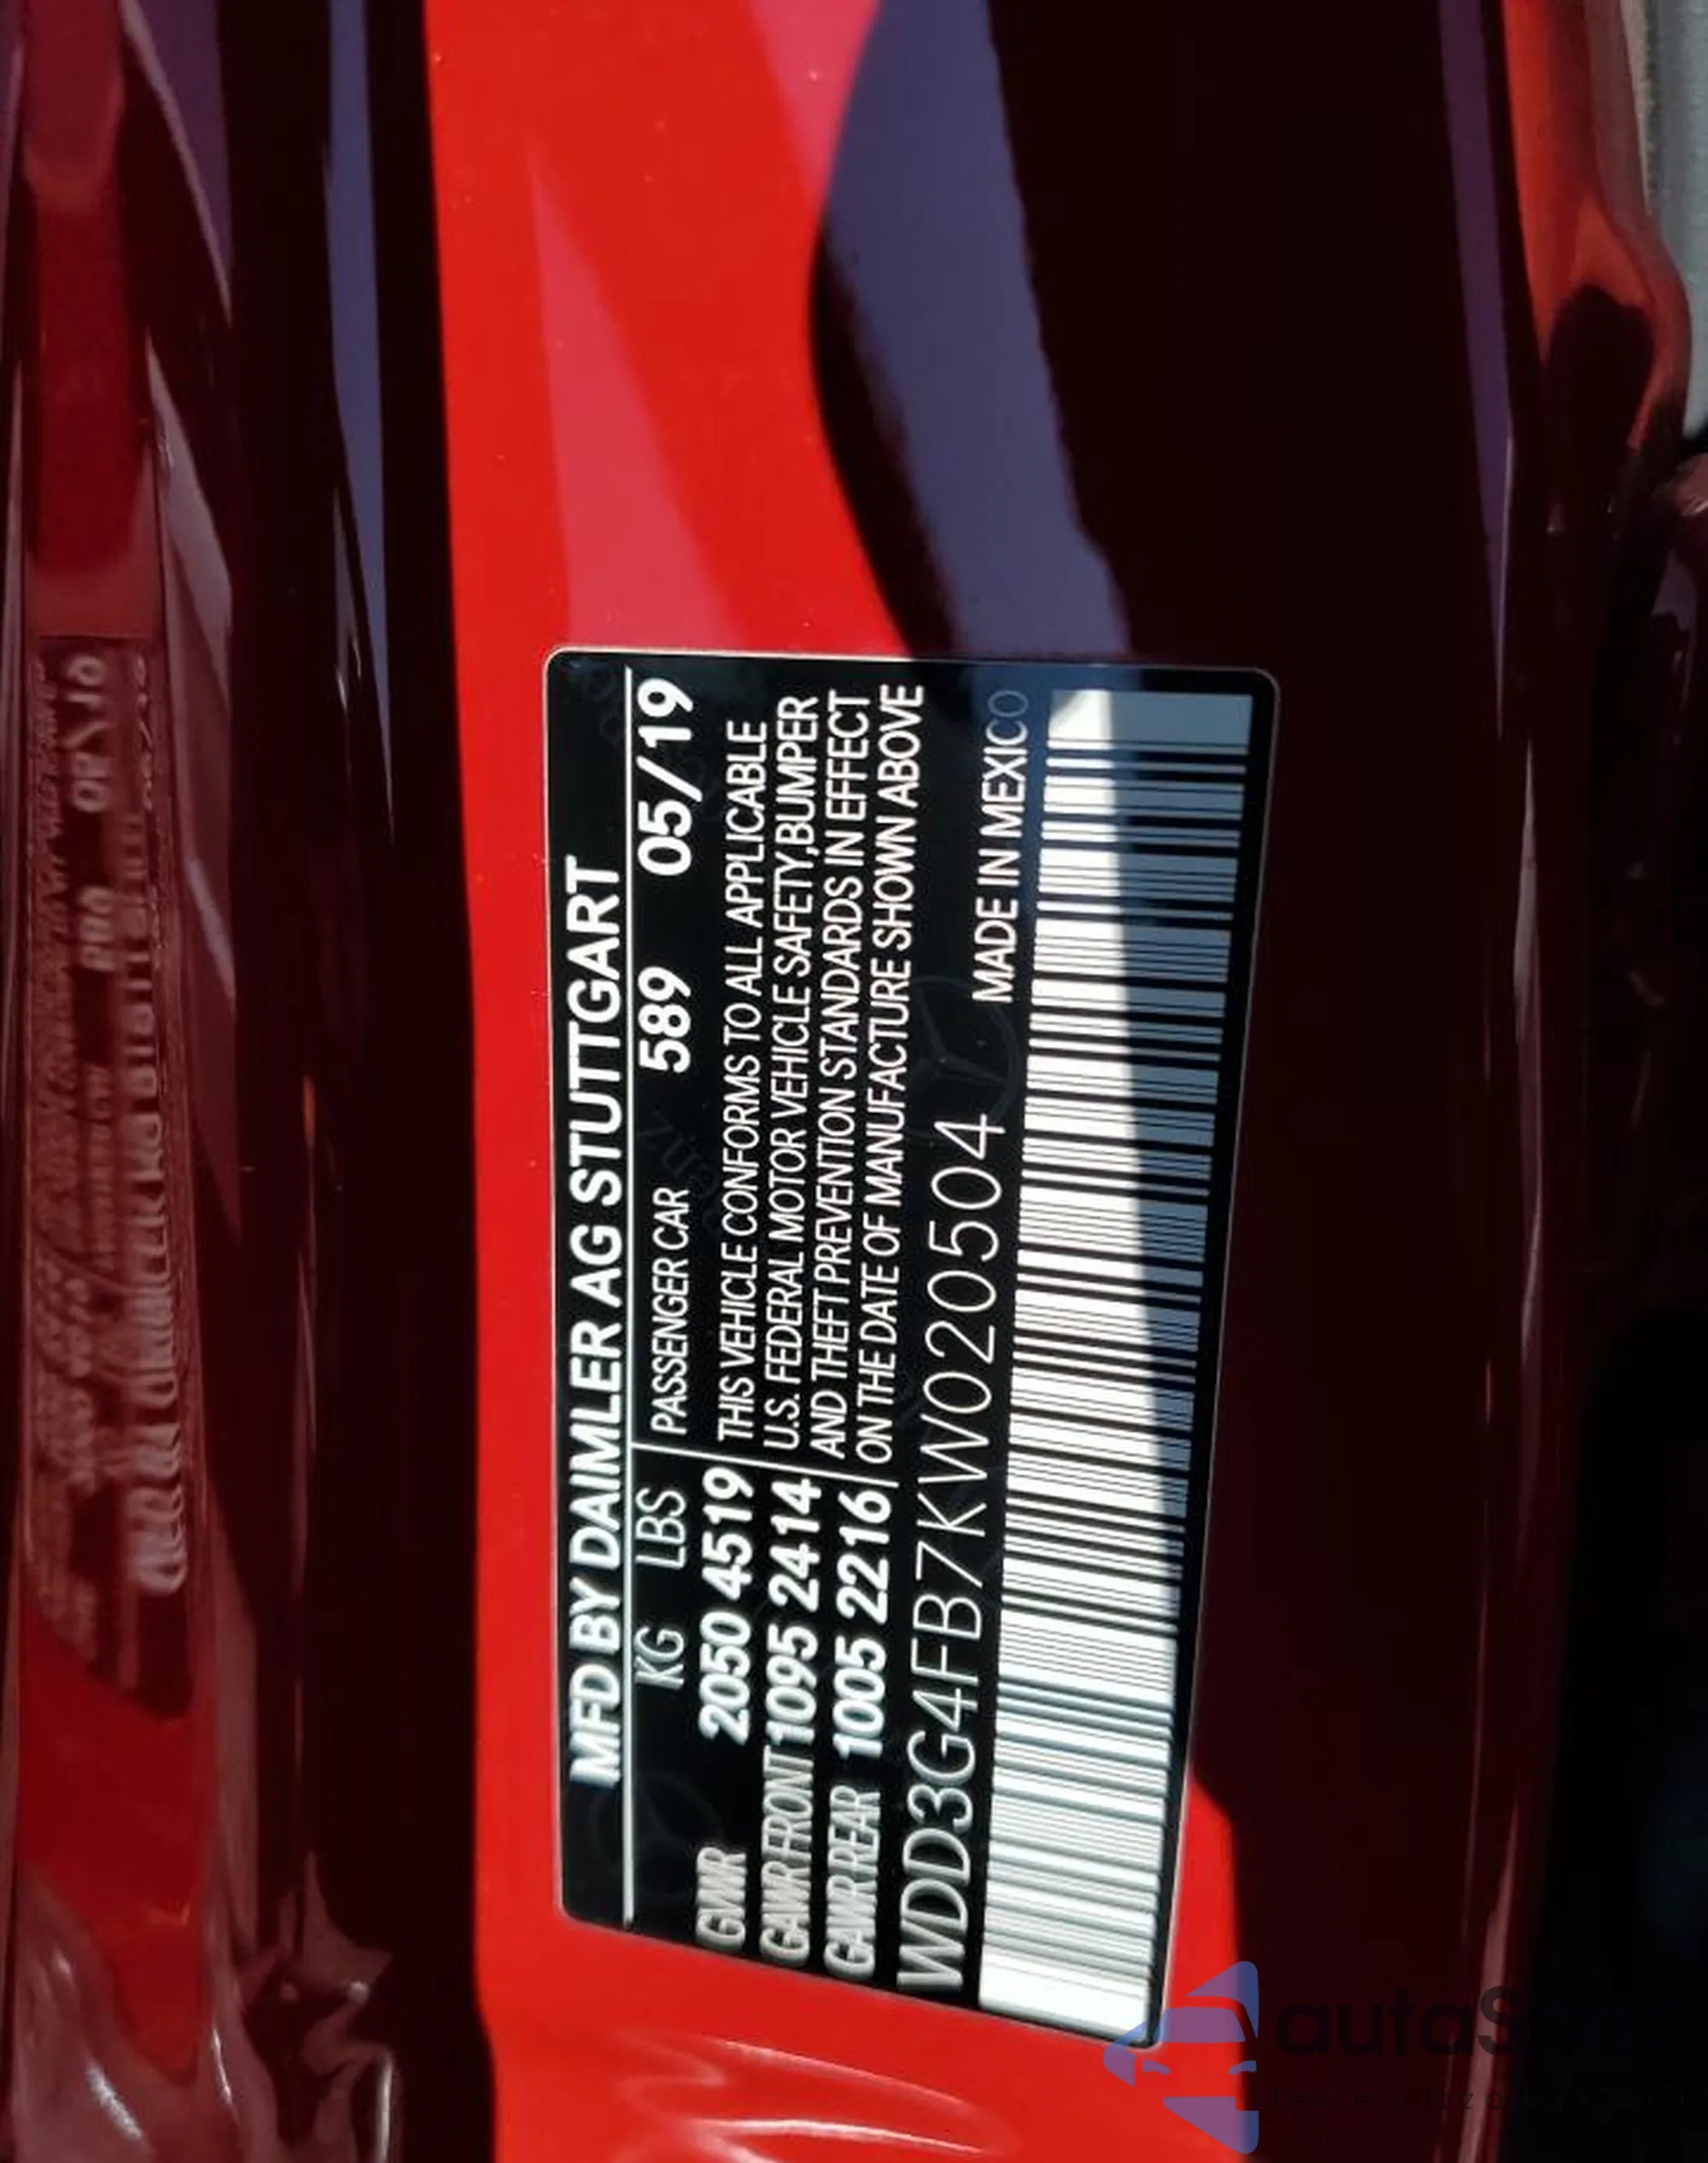 MFD BY DAIMLER AG STUTTGART
KG LBS PASSENGER CAR 589 05/19
GVWR 2050 4519 THIS VEHICLE CONFORMS TO ALL APPLICABLE
GAWR FRONT 1095 2414 U.S. FEDERAL MOTOR VEHICLE SAFETY,BUMPER
GAWR REAR 1005 2216 AND THEFT PREVENTION STANDARDS IN EFFECT
ON THE DATE OF MANUFACTURE SHOWN ABOVE
WDD3G4FB7KW020504 MADE IN MEXICO